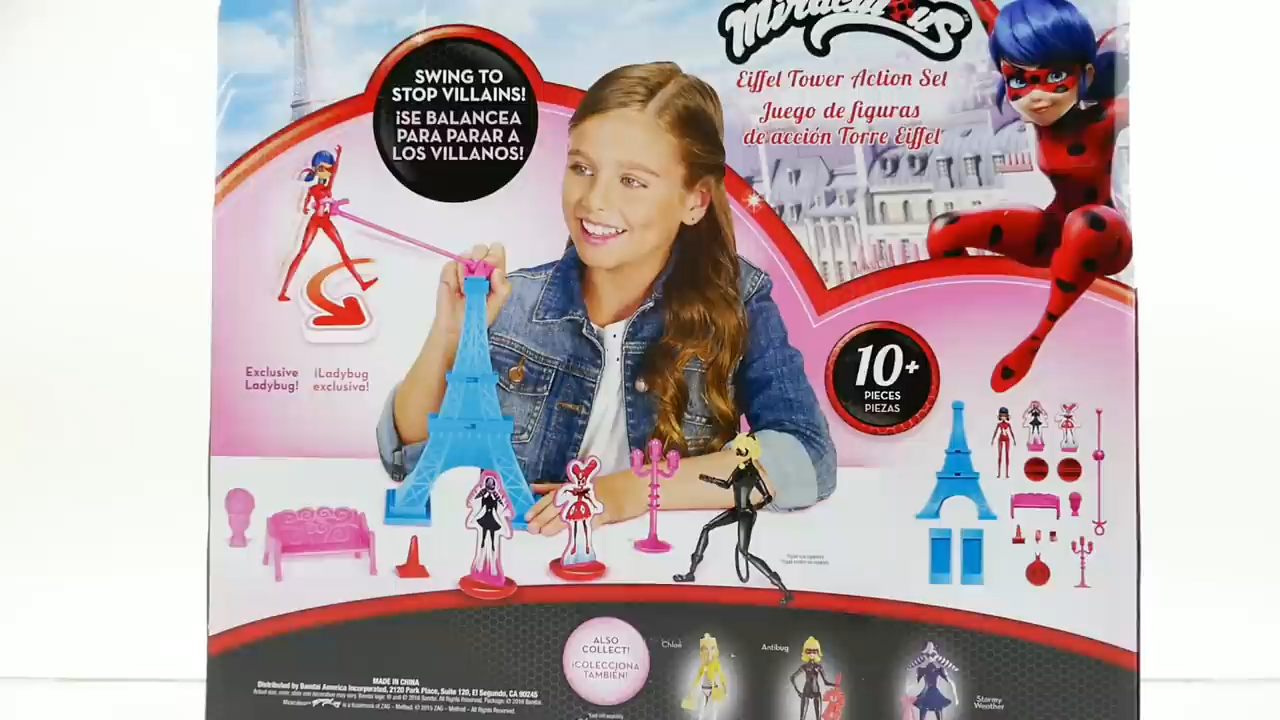 Miraculous
Eiffel Tower Action Set
Juego de figuras
de acción Torre Eiffel
SWING TO
STOP VILLAINS!
¡SE BALANCEA
PARA PARAR A
LOS VILLANOS!
Exclusive
Ladybug!
¡Ladybug
exclusiva!
10+
PIECES
PIEZAS
ALSO
COLLECT!
¡COLECCJONA
TAMBIÉN!
Chloé
Antibug
Stormy
Weather
MADE IN CHINA
Distributed by Bandai America Incorporated, 2120 Park Place, Suite 120, El Segundo, CA 90245